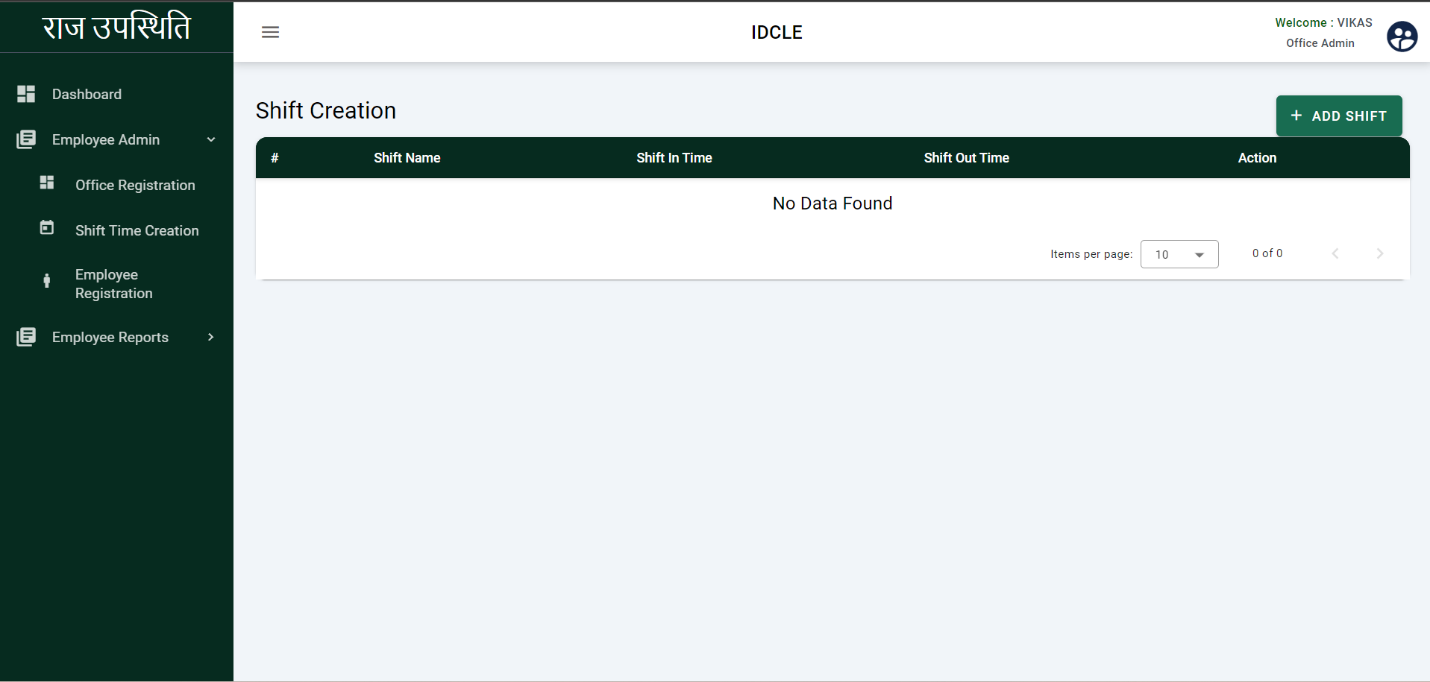 राज उपस्थिति
IDCLE
Welcome : VIKAS
Office Admin
Dashboard
Employee Admin
Office Registration
Shift Time Creation
Employee
Registration
Employee Reports
Shift Creation
+ ADD SHIFT
# Shift Name Shift In Time Shift Out Time Action
No Data Found
Items per page: 10 0 of 0